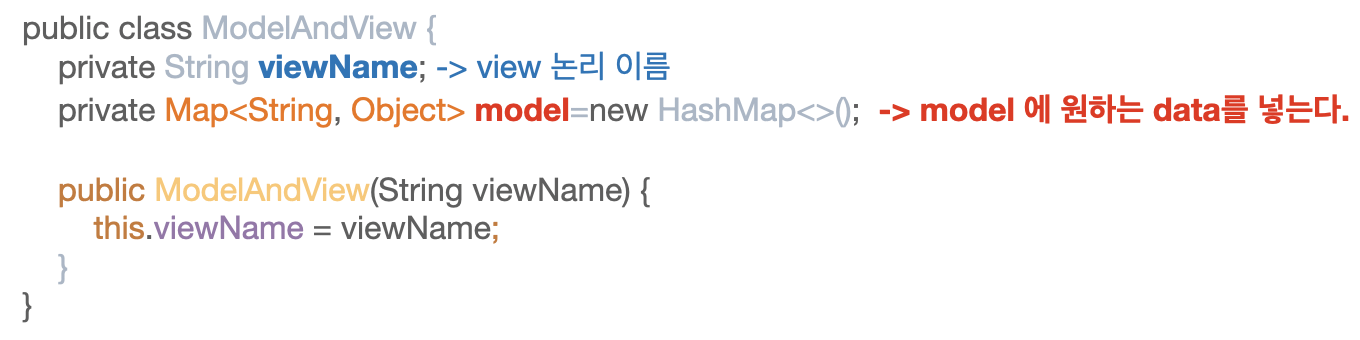 public class ModelAndView {
private String viewName; -> view 논리 이름
private Map<String, Object> model=new HashMap<>(); -> model 에 원하는 data를 넣는다.
public ModelAndView(String viewName) {
this.viewName = viewName;
}
}